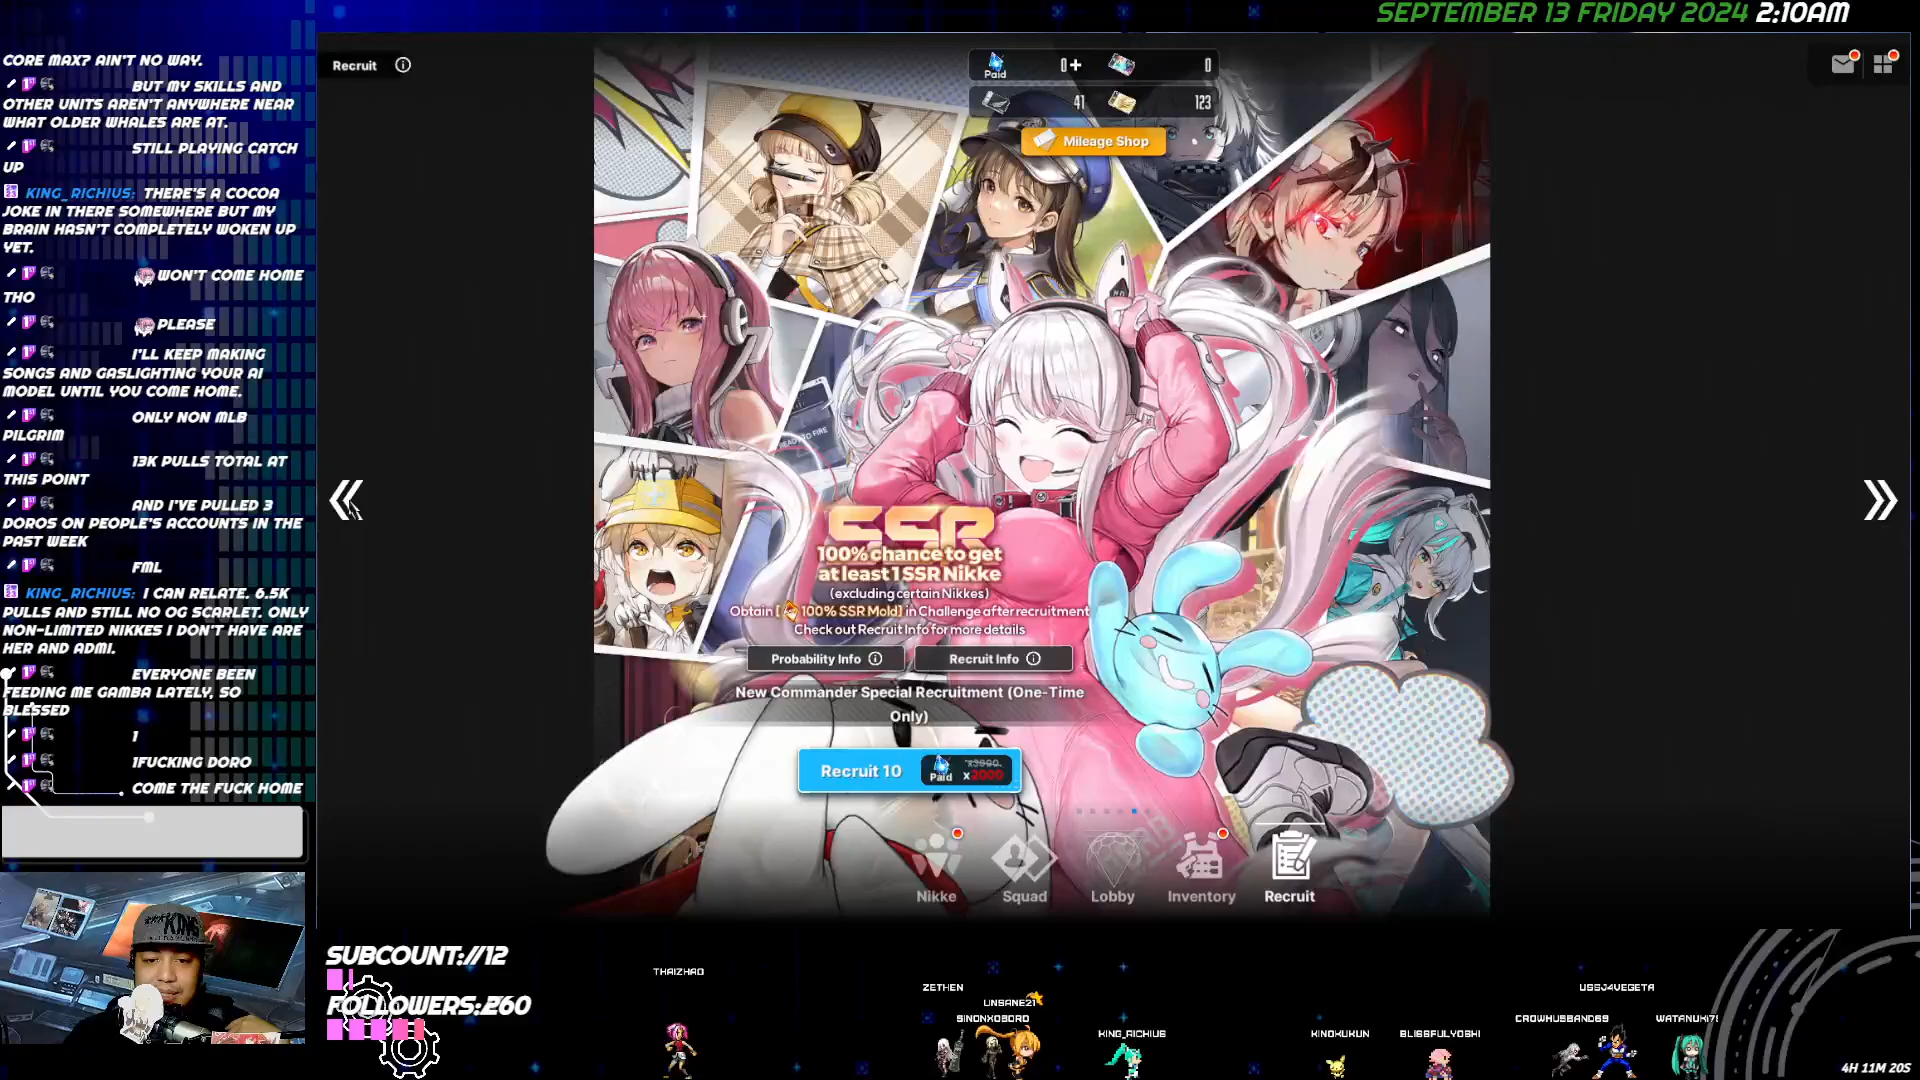 SEPTEMBER 13 FRIDAY 2024 2:10AM
CORE MAX? AIN'T NO WAY.
BUT MY SKILLS AND
OTHER UNITS AREN'T ANYWHERE NEAR
WHAT OLDER WHALES ARE AT.
STILL PLAYING CATCH
UP
KING_RICHIUS: THERE'S A COCOA
JOKE IN THERE SOMEWHERE BUT MY
BRAIN HASN'T COMPLETELY WOKEN UP
YET.
WON'T COME HOME
THO
PLEASE
I'LL KEEP MAKING
SONGS AND GASLIGHTING YOUR AI
MODEL UNTIL YOU COME HOME.
ONLY NON MLB
PILGRIM
13K PULLS TOTAL AT
THIS POINT
AND I'VE PULLED 3
DOROS ON PEOPLE'S ACCOUNTS IN THE
PAST WEEK
FML
KING_RICHIUS: I CAN RELATE. 6.5K
PULLS AND STILL NO OG SCARLET. ONLY
NON-LIMITED NIKKES I DON'T HAVE ARE
HER AND ADMI.
EVERYONE BEEN
FEEDING ME GAMBA LATELY, SO
BLESSED
1
1FUCKING DORO
COME THE FUCK HOME
Recruit
Paid 0+ 0
41 123
Mileage Shop
SSR
100% chance to get
at least 1 SSR Nikke
(excluding certain Nikkes)
Obtain [100% SSR Mold] in Challenge after recruitment
Check out Recruit Info for more details
Probability Info Recruit Info
New Commander Special Recruitment (One-Time
Only)
Recruit 10 Paid x3990 x2000
Nikke Squad Lobby Inventory Recruit
SUBCOUNT://12
FOLLOWERS:260
THAIZHAO
ZETHEN
UNSANE21
SINONXOBORO
KING_RICHIUS
KINOKUKUN
BLISSFULYOSHI
CROWHUSBAND69
USSJ4VEGETA
4H 11M 20S